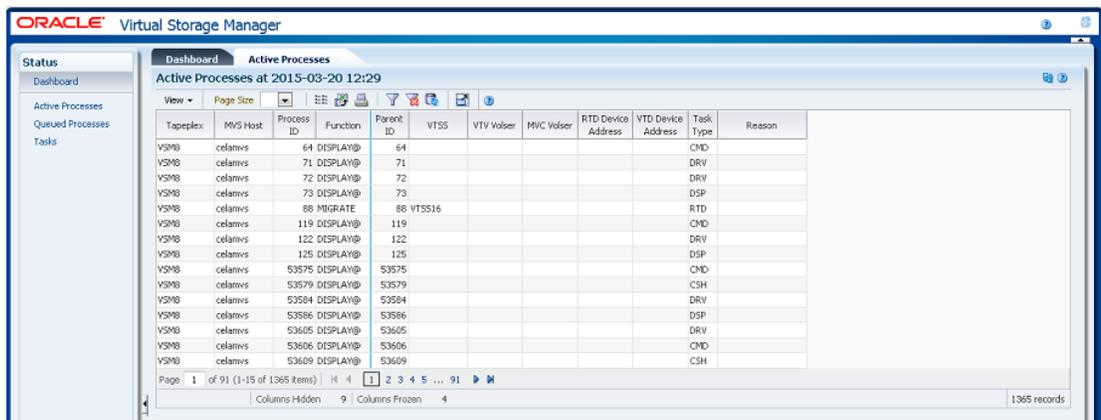 ORACLE Virtual Storage Manager
Status
Dashboard
Active Processes
Queued Processes
Tasks
Dashboard Active Processes
Active Processes at 2015-03-20 12:29
View Page Size
Tapeplex MVS Host Process ID Function Parent ID VTSS VTV Volser MVC Volser RTD Device Address VTD Device Address Task Type Reason
VSM8 celamvs 64 DISPLAY@ 64 CMD
VSM8 celamvs 71 DISPLAY@ 71 DRV
VSM8 celamvs 72 DISPLAY@ 72 DRV
VSM8 celamvs 73 DISPLAY@ 73 DSP
VSM8 celamvs 88 MIGRATE 88 VTSS16 RTD
VSM8 celamvs 119 DISPLAY@ 119 CMD
VSM8 celamvs 122 DISPLAY@ 122 DRV
VSM8 celamvs 125 DISPLAY@ 125 DSP
VSM8 celamvs 53575 DISPLAY@ 53575 CMD
VSM8 celamvs 53579 DISPLAY@ 53579 CSH
VSM8 celamvs 53584 DISPLAY@ 53584 DRV
VSM8 celamvs 53586 DISPLAY@ 53586 DSP
VSM8 celamvs 53605 DISPLAY@ 53605 DRV
VSM8 celamvs 53606 DISPLAY@ 53606 CMD
VSM8 celamvs 53609 DISPLAY@ 53609 CSH
Page 1 of 91 (1-15 of 1365 items) 1 2 3 4 5 ... 91
Columns Hidden 9 Columns Frozen 4 1365 records